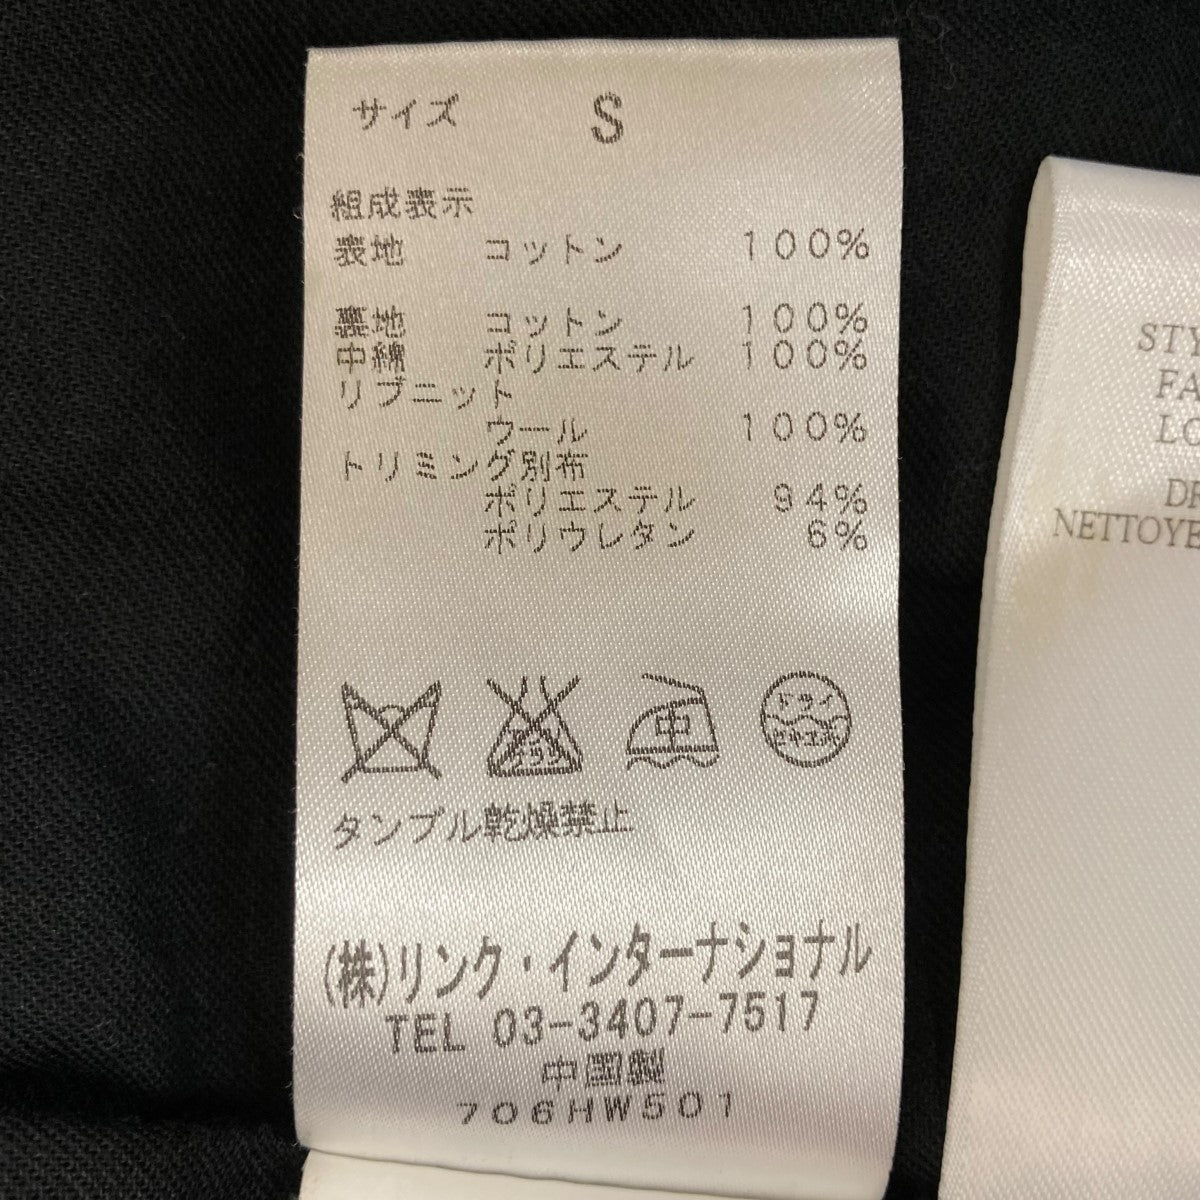 サイズ S
組成表示
表地 コットン 100%
裏地 コットン 100%
中綿 ポリエステル 100%
リブニット
ウール 100%
トリミング別布
ポリエステル 94%
ポリウレタン 6%
中
ドライ
セキユ系
タンブル乾燥禁止
(株)リンク・インターナショナル
TEL 03-3407-7517
中国製
706HW501
STY
FA
LO
NETTOYE